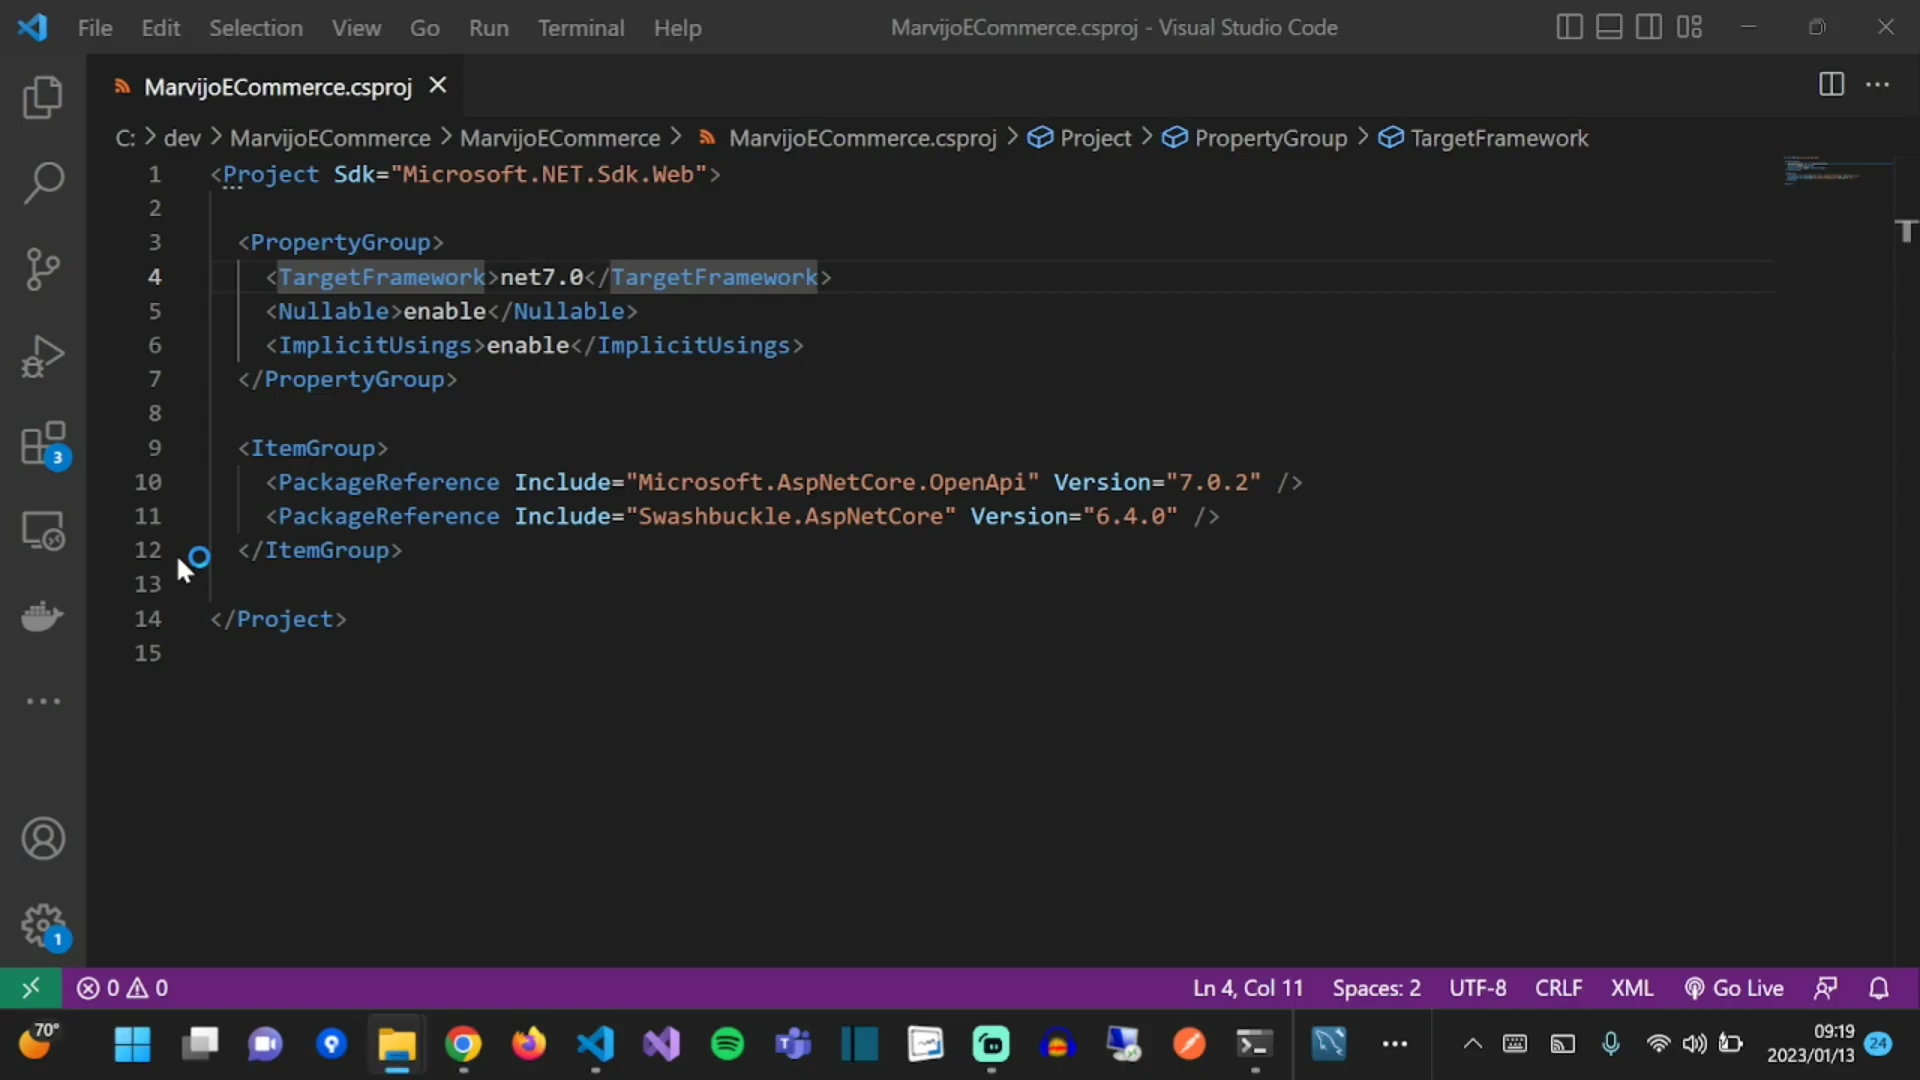 File Edit Selection View Go Run Terminal Help MarvijoECommerce.csproj - Visual Studio Code
MarvijoECommerce.csproj
C: > dev > MarvijoECommerce > MarvijoECommerce > MarvijoECommerce.csproj > Project > PropertyGroup > TargetFramework
1 <Project Sdk="Microsoft.NET.Sdk.Web">
2
3 <PropertyGroup>
4 <TargetFramework>net7.0</TargetFramework>
5 <Nullable>enable</Nullable>
6 <ImplicitUsings>enable</ImplicitUsings>
7 </PropertyGroup>
8
9 <ItemGroup>
10 <PackageReference Include="Microsoft.AspNetCore.OpenApi" Version="7.0.2" />
11 <PackageReference Include="Swashbuckle.AspNetCore" Version="6.4.0" />
12 </ItemGroup>
13
14 </Project>
15
3
1
0 0 Ln 4, Col 11 Spaces: 2 UTF-8 CRLF XML Go Live
70°
09:19
2023/01/13 24